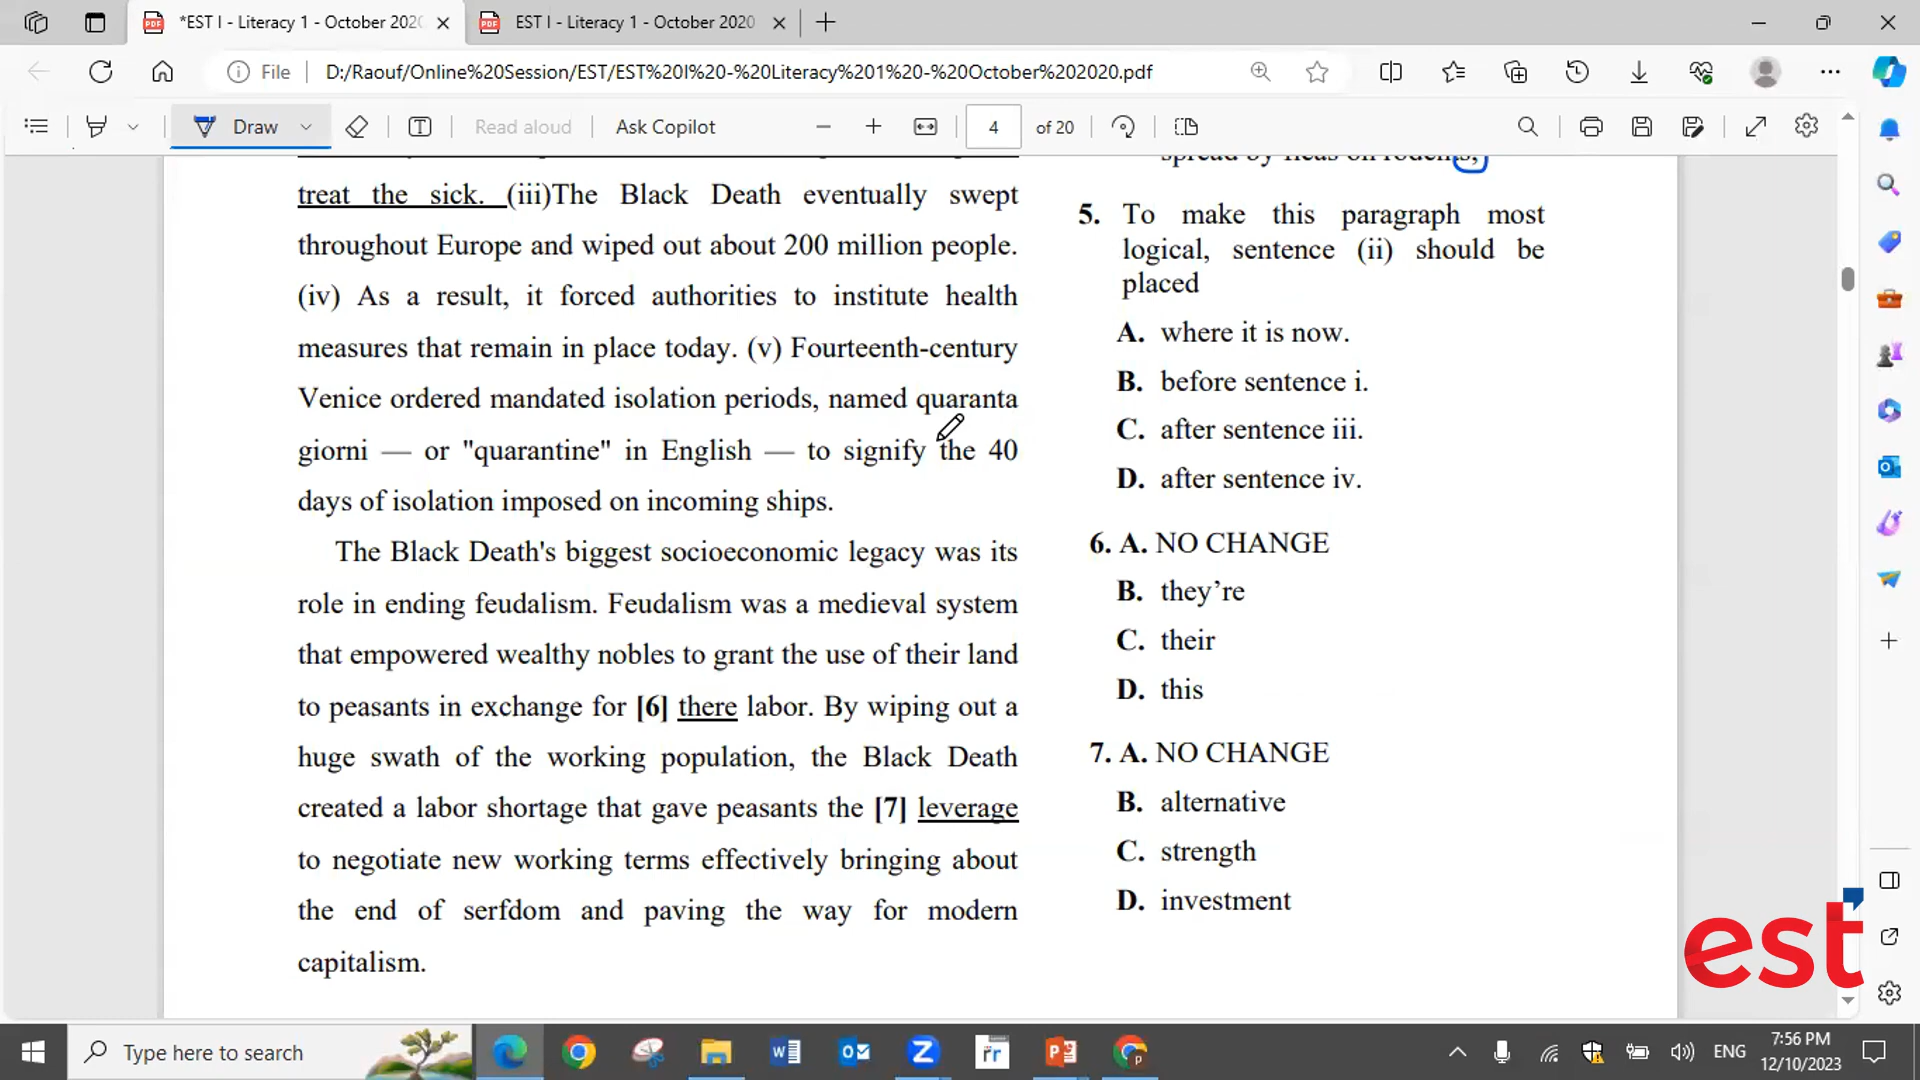 *EST I - Literacy 1 - October 202
EST I - Literacy 1 - October 2020
File
D:/Raouf/Online%20Session/EST/EST%20I%20-%20Literacy%201%20-%20October%202020.pdf
Draw
Read aloud
Ask Copilot
4
of 20
treat the sick. (iii)The Black Death eventually swept
throughout Europe and wiped out about 200 million people.
(iv) As a result, it forced authorities to institute health
measures that remain in place today. (v) Fourteenth-century
Venice ordered mandated isolation periods, named quaranta
giorni — or "quarantine" in English — to signify the 40
days of isolation imposed on incoming ships.
The Black Death's biggest socioeconomic legacy was its
role in ending feudalism. Feudalism was a medieval system
that empowered wealthy nobles to grant the use of their land
to peasants in exchange for [6] there labor. By wiping out a
huge swath of the working population, the Black Death
created a labor shortage that gave peasants the [7] leverage
to negotiate new working terms effectively bringing about
the end of serfdom and paving the way for modern
capitalism.
spread by fleas on rodents,
5. To make this paragraph most
logical, sentence (ii) should be
placed
A. where it is now.
B. before sentence i.
C. after sentence iii.
D. after sentence iv.
6. A. NO CHANGE
B. they’re
C. their
D. this
7. A. NO CHANGE
B. alternative
C. strength
D. investment
est
Type here to search
ENG
7:56 PM
12/10/2023